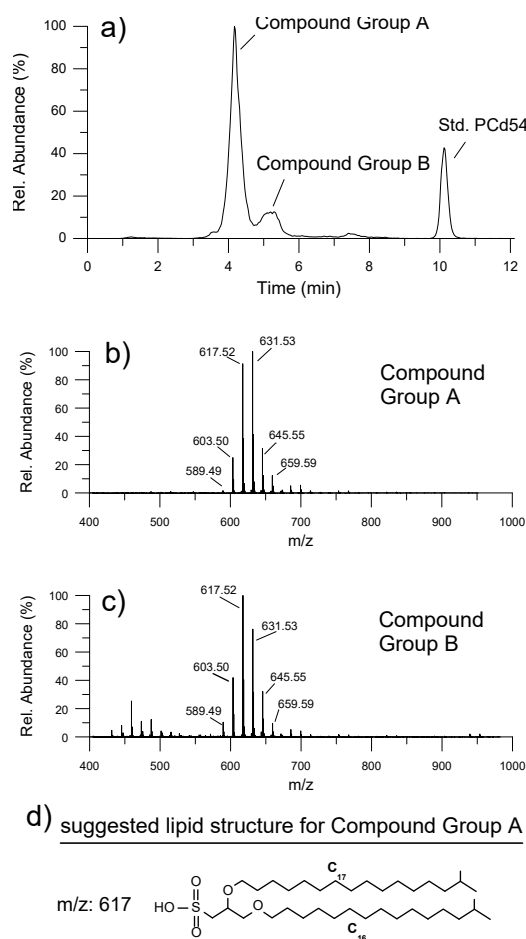 a)
Compound Group A
Std. PCd54
Compound Group B
Rel. Abundance (%)
100
80
60
40
20
0
0 2 4 6 8 10 12
Time (min)
b)
Compound
Group A
Rel. Abundance (%)
100
80
60
40
20
0
617.52
631.53
603.50
645.55
589.49
659.59
400 500 600 700 800 900 1000
m/z
c)
Compound
Group B
Rel. Abundance (%)
100
80
60
40
20
0
617.52
631.53
603.50
645.55
589.49
659.59
400 500 600 700 800 900 1000
m/z
d) suggested lipid structure for Compound Group A
m/z: 617
HO S O O O O
C17
C16